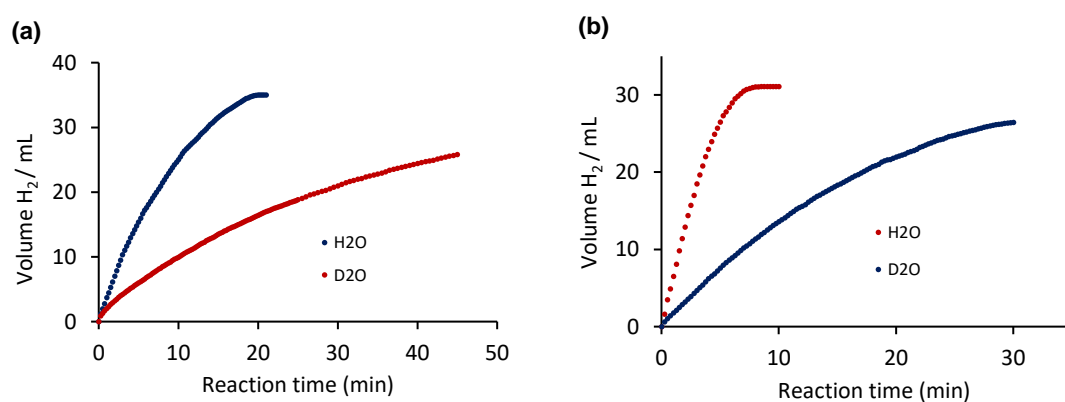 (a)
Volume H2 / mL
40
30
20
10
0
H2O
D2O
0 10 20 30 40 50
Reaction time (min)
(b)
Volume H2 / mL
30
20
10
0
H2O
D2O
0 10 20 30
Reaction time (min)